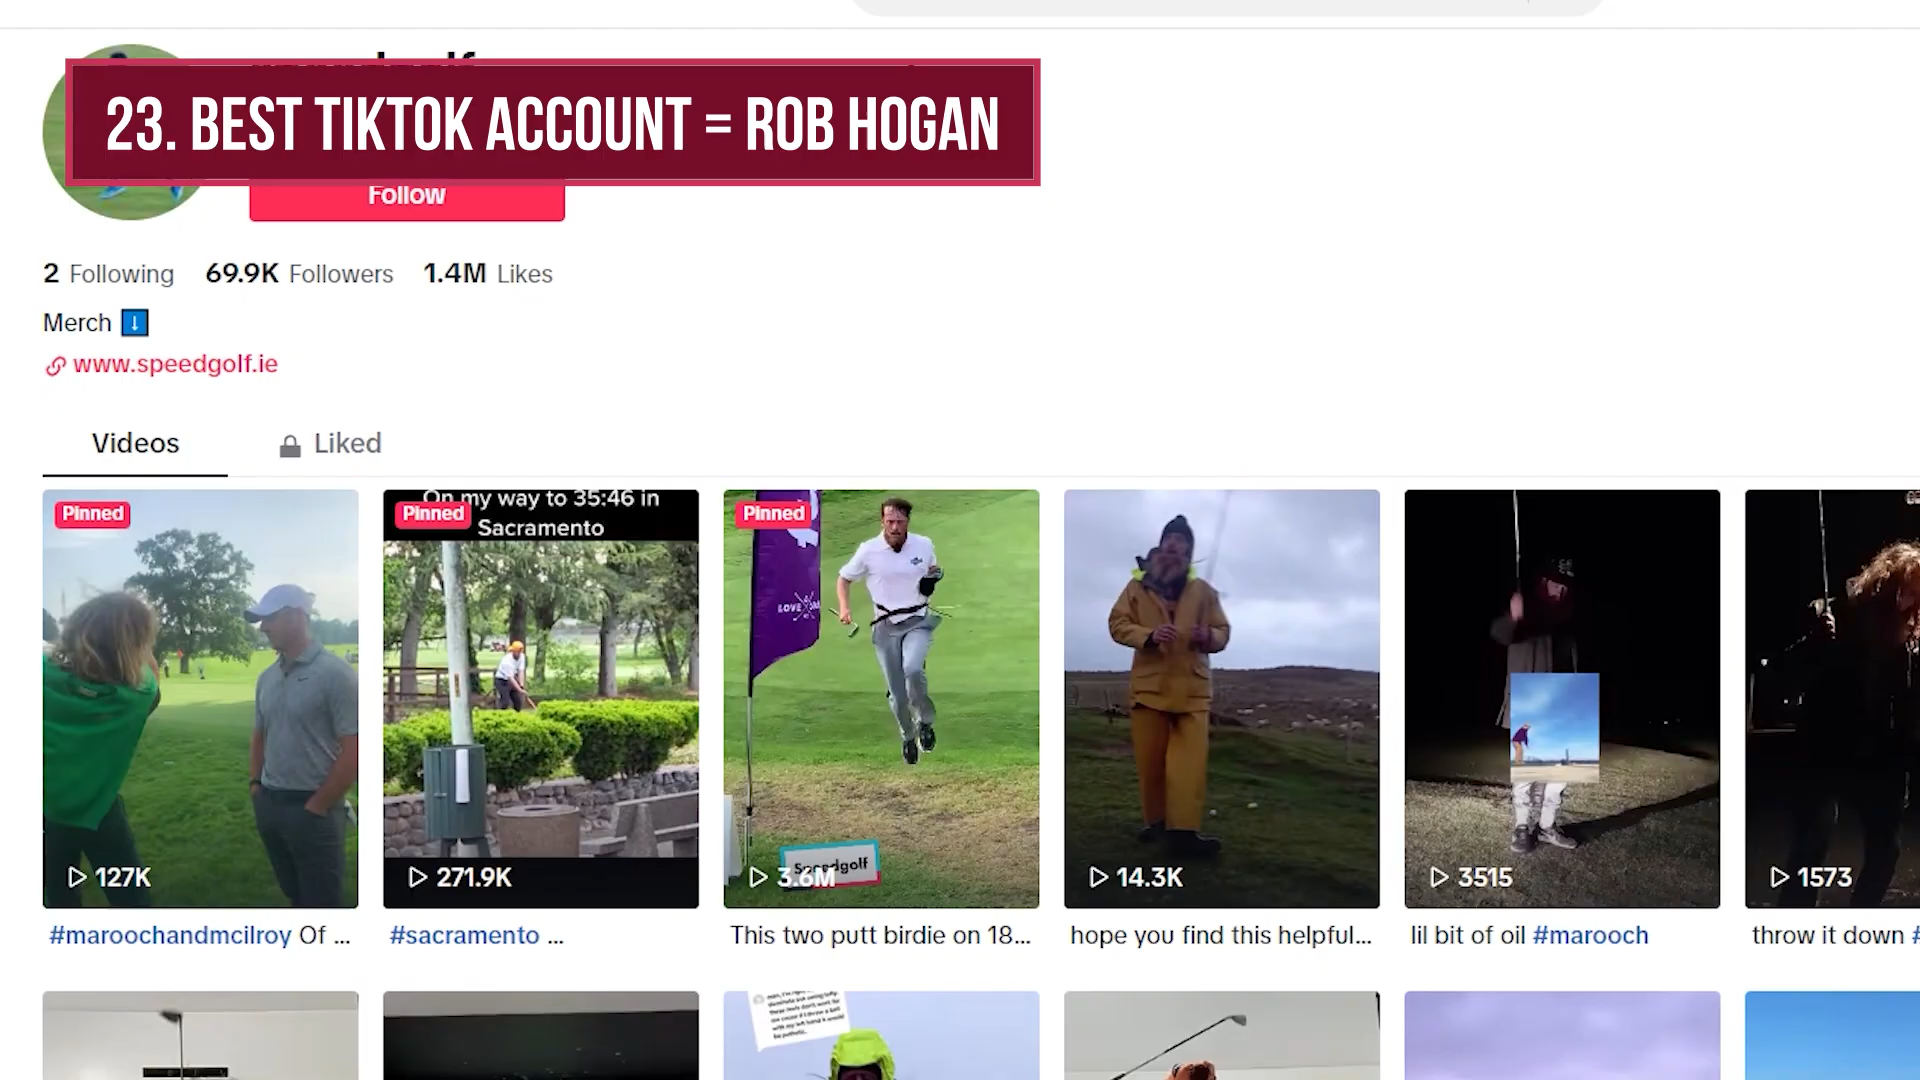 23. BEST TIKTOK ACCOUNT = ROB HOGAN
Follow
2 Following 69.9K Followers 1.4M Likes
Merch
www.speedgolf.ie
Videos Liked
Pinned
127K
#maroochandmcilroy Of ...
On my way to 35:46 in
Sacramento
Pinned
271.9K
#sacramento ...
Pinned
LOVE
Speedgolf
3.6M
This two putt birdie on 18...
14.3K
hope you find this helpful...
3515
lil bit of oil #marooch
1573
throw it down #